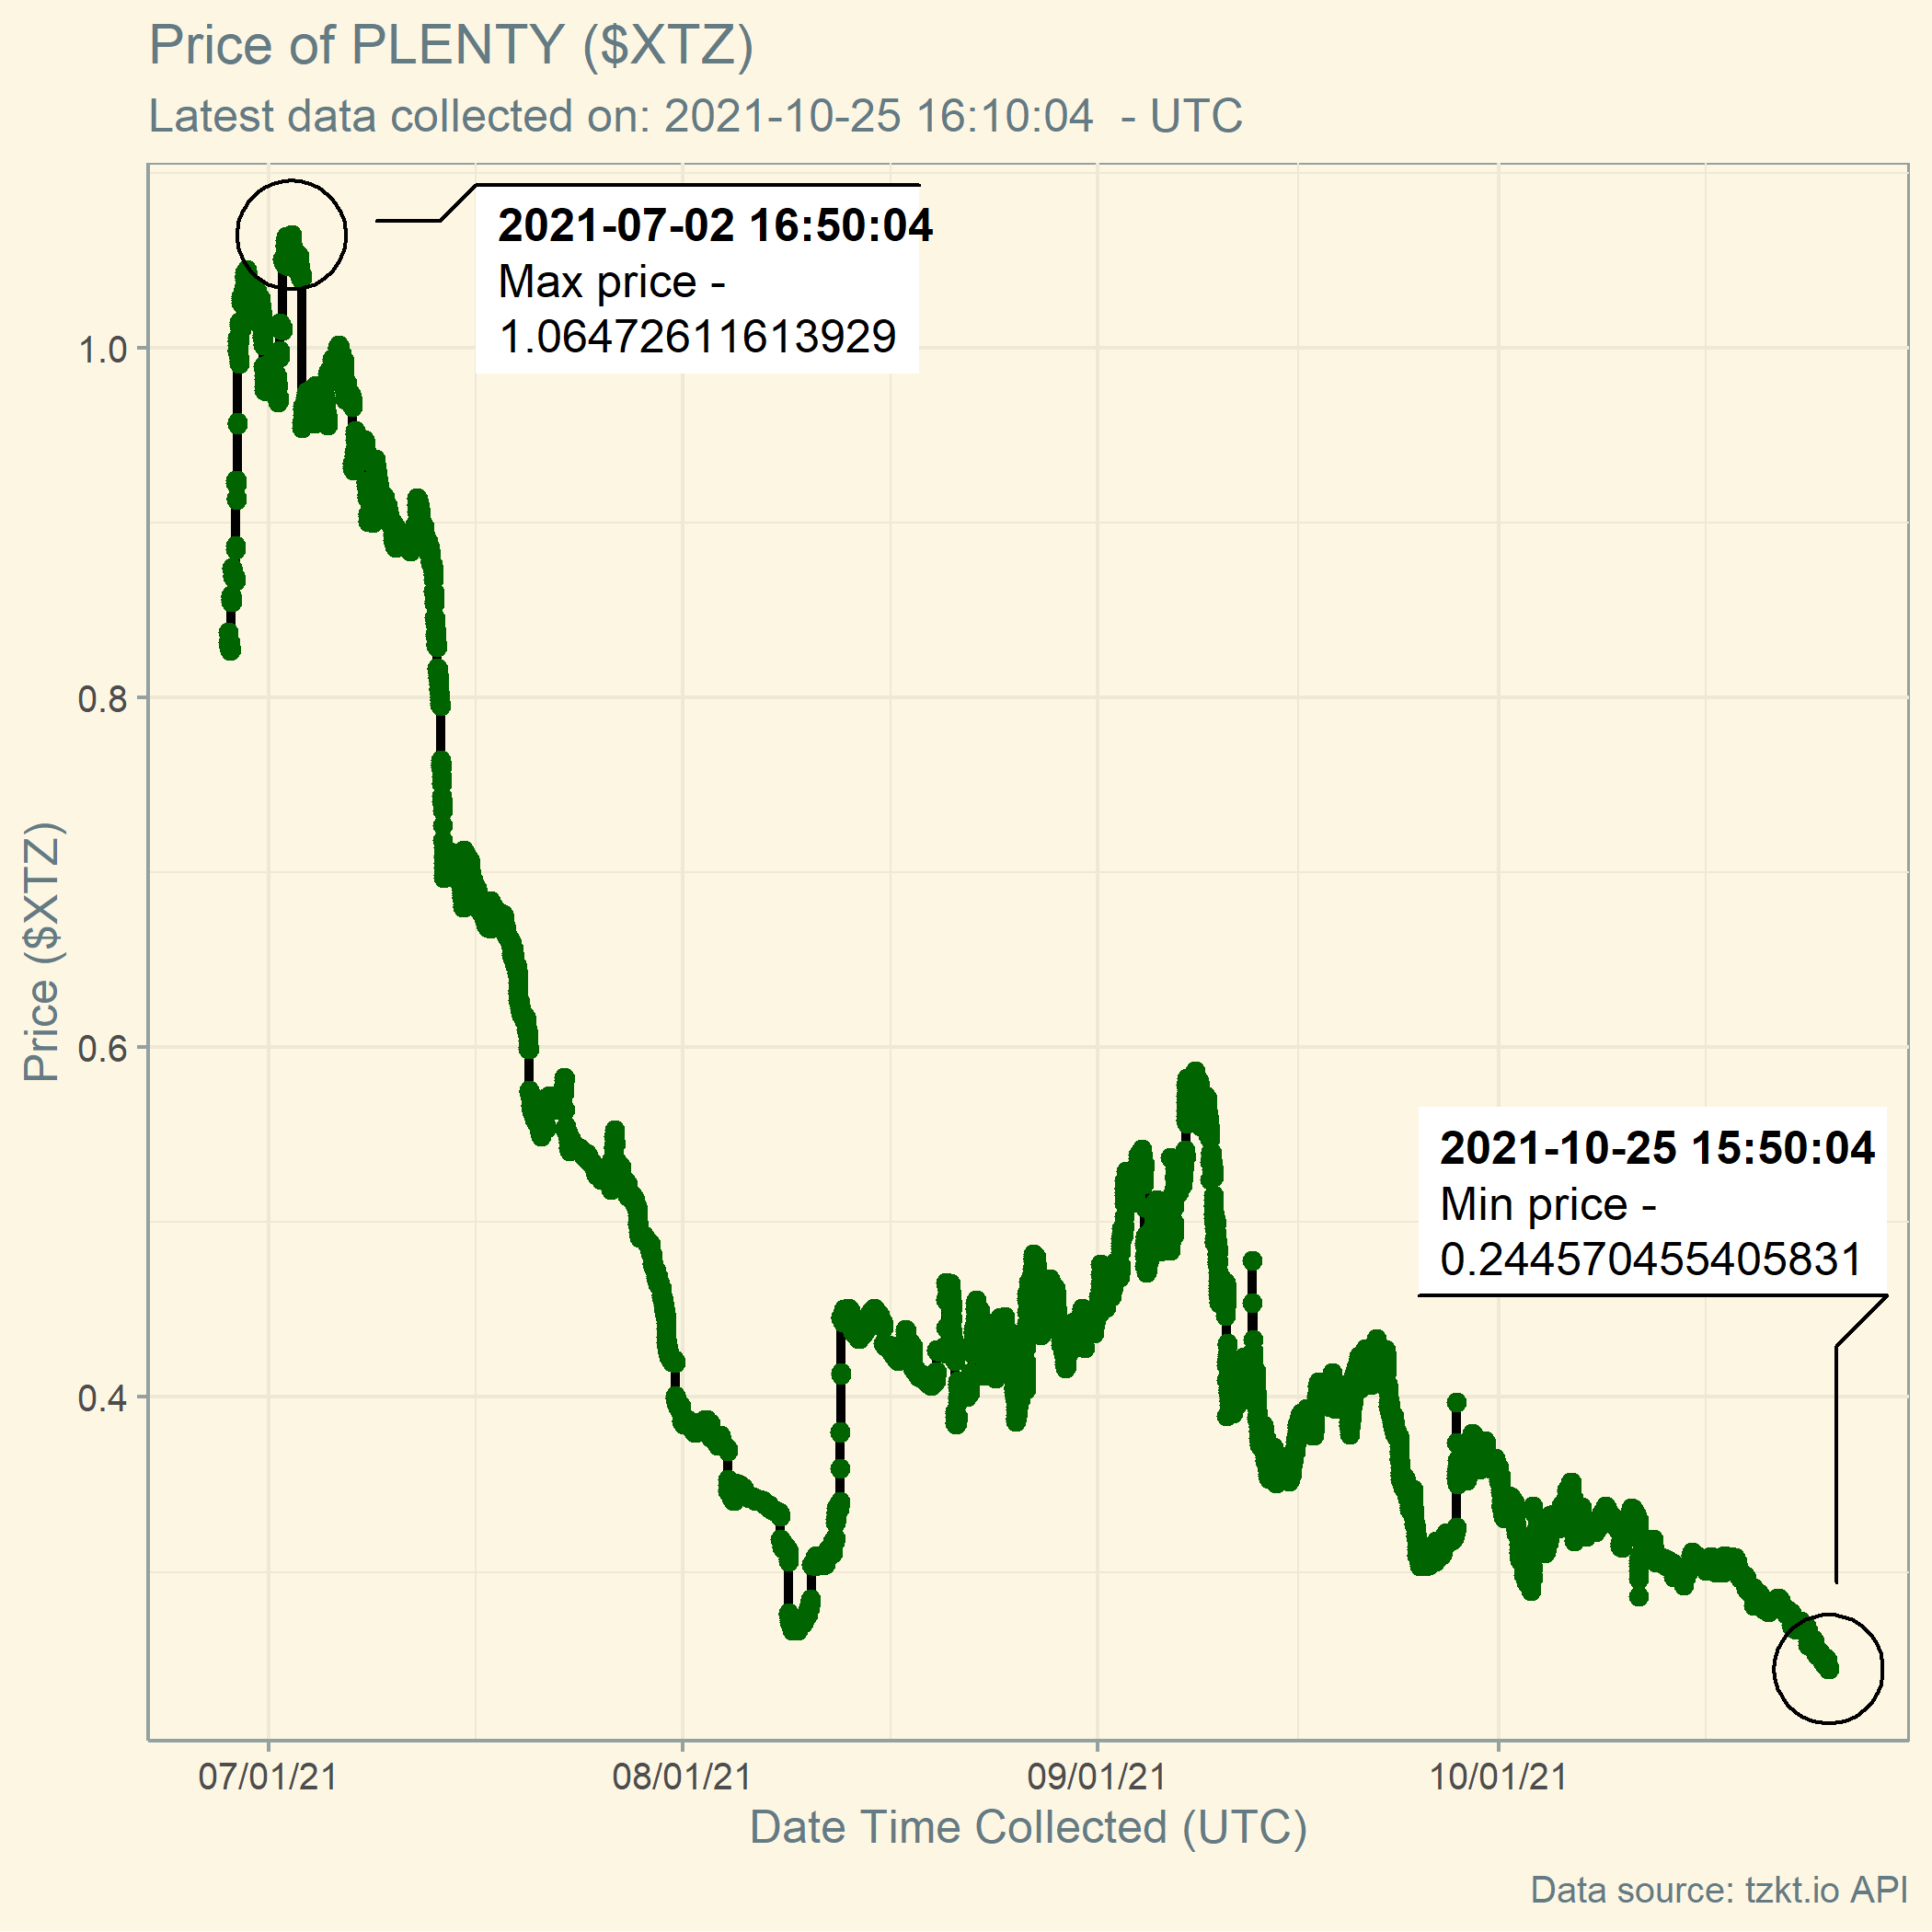 Price of PLENTY ($XTZ)
Latest data collected on: 2021-10-25 16:10:04  - UTC
2021-07-02 16:50:04
Max price -
1.06472611613929
1.0
0.8
0.6
0.4
Price ($XTZ)
2021-10-25 15:50:04
Min price -
0.244570455405831
07/01/21
08/01/21
09/01/21
10/01/21
Date Time Collected (UTC)
Data source: tzkt.io API